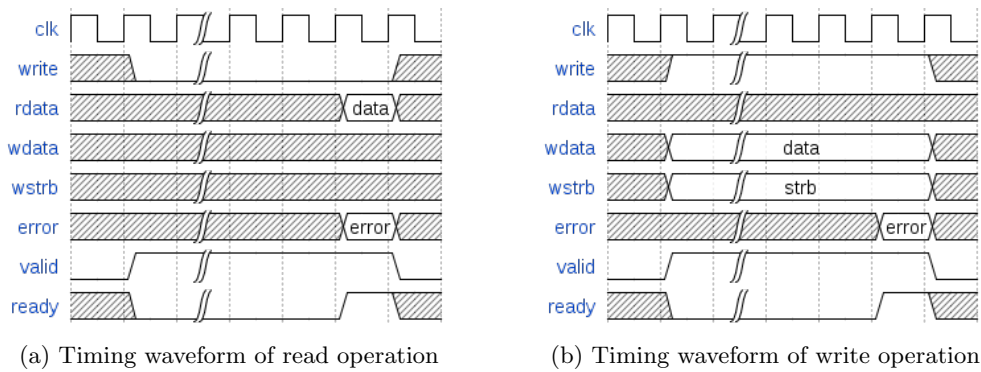 clk
write
rdata
data
wdata
wstrb
error
error
valid
ready
(a) Timing waveform of read operation
clk
write
rdata
wdata
data
wstrb
strb
error
error
valid
ready
(b) Timing waveform of write operation